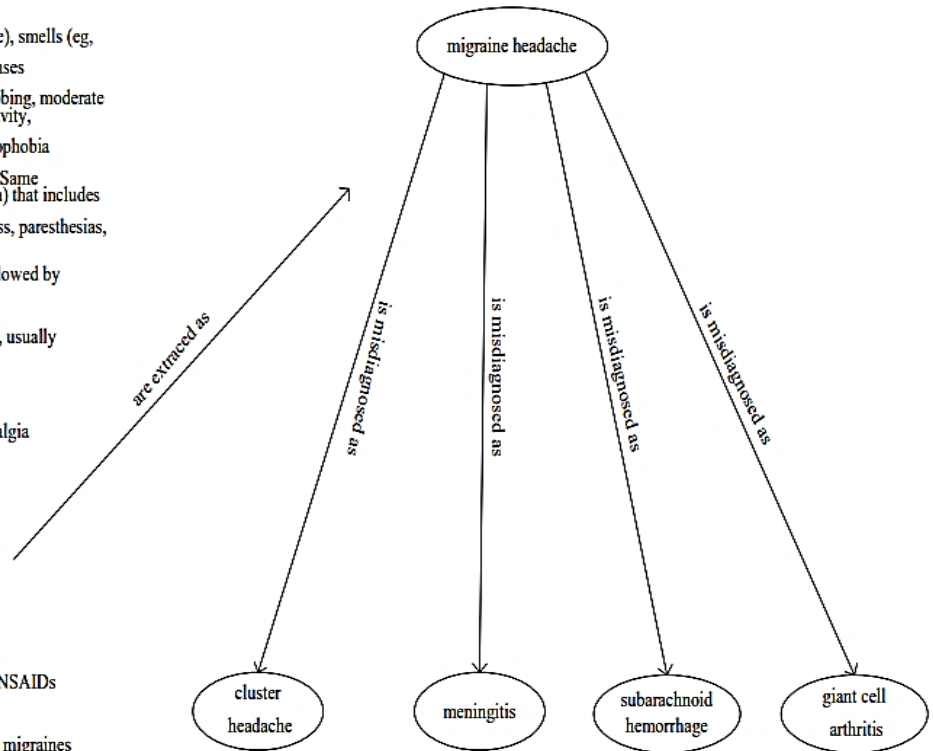 e), smells (eg,
uses
bing, moderate
vity,
ophobia
Same
n) that includes
ss, paresthesias,
lowed by
, usually
algia
NSAIDs
migraines
are extraced as
migraine headache
is misdiagnosed as
is misdiagnosed as
is misdiagnosed as
is misdiagnosed as
cluster
headache
meningitis
subarachnoid
hemorrhage
giant cell
arthritis